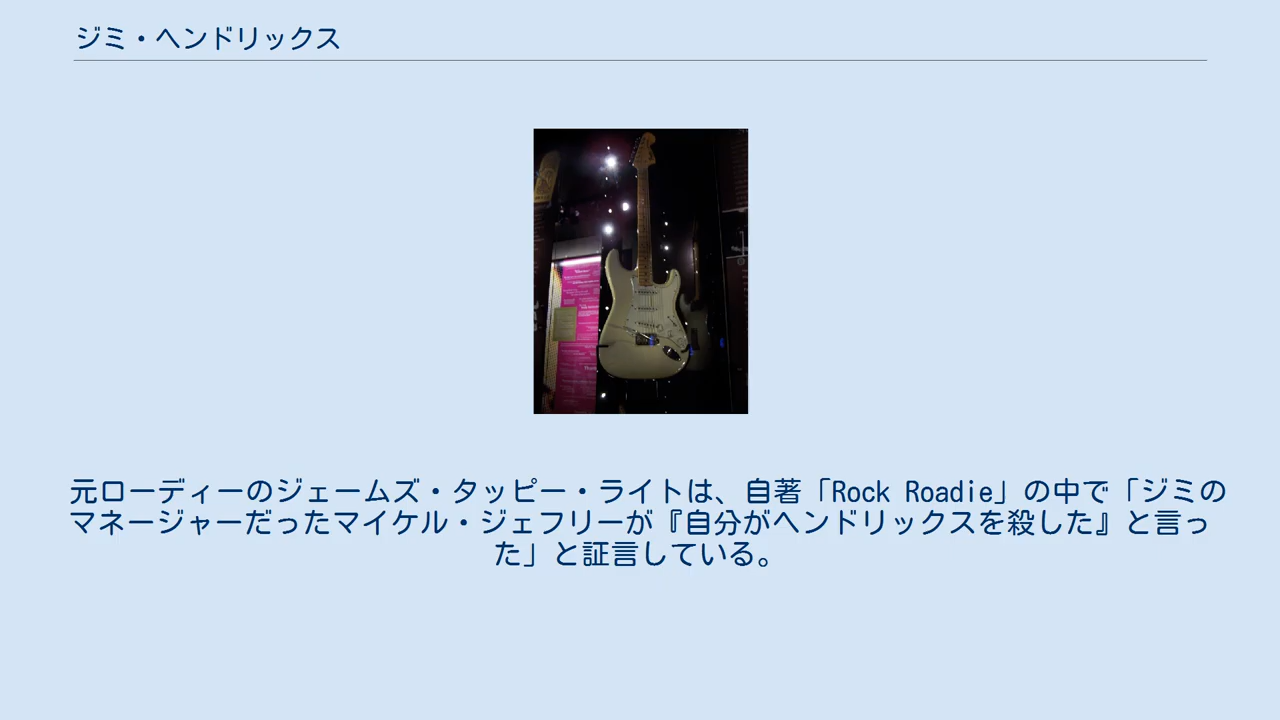 ジミ・ヘンドリックス
元ローディーのジェームズ・タッピー・ライトは、自著「Rock Roadie」の中で「ジミの
マネージャーだったマイケル・ジェフリーが『自分がヘンドリックスを殺した』と言っ
た」と証言している。